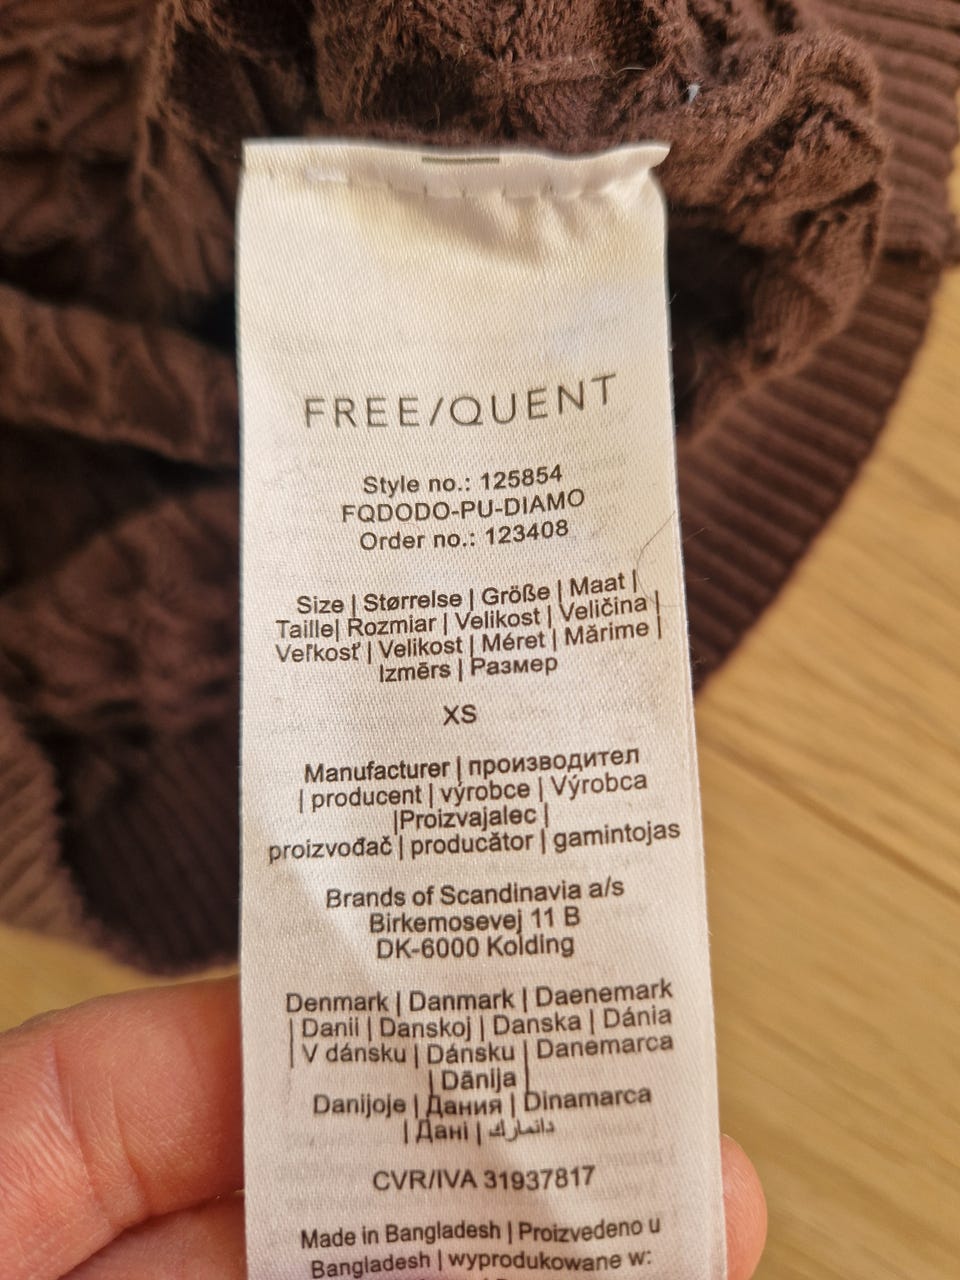 FREE/QUENT
Style no.: 125854
FQDODO-PU-DIAMO
Order no.: 123408
Size | Størrelse | Größe | Maat |
Taille| Rozmiar | Velikost | Veličina |
Veľkosť | Velikost | Méret | Mărime |
Izmērs | Размер
XS
Manufacturer | производител
| producent | výrobce | Výrobca
|Proizvajalec |
proizvođač | producător | gamintojas
Brands of Scandinavia a/s
Birkemosevej 11 B
DK-6000 Kolding
Denmark | Danmark | Daenemark
| Danii | Danskoj | Danska | Dánia
| V dánsku | Dánsku | Danemarca
| Dānija |
Danijoje | Дания | Dinamarca
| Дані | دانمارك
CVR/IVA 31937817
Made in Bangladesh | Proizvedeno u
Bangladesh | wyprodukowane w: